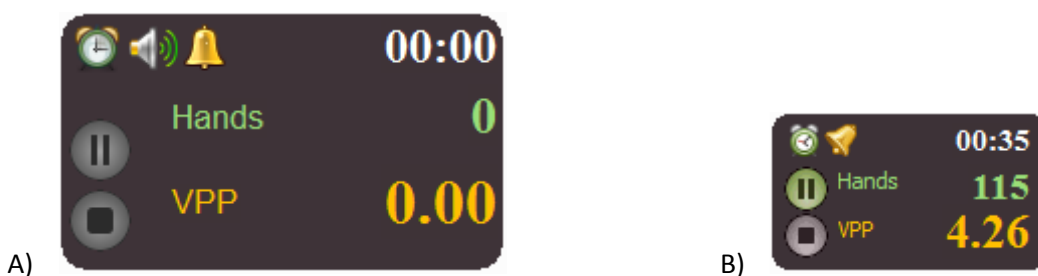 00:00
Hands 0
VPP 0.00
A)
00:35
Hands 115
VPP 4.26
B)